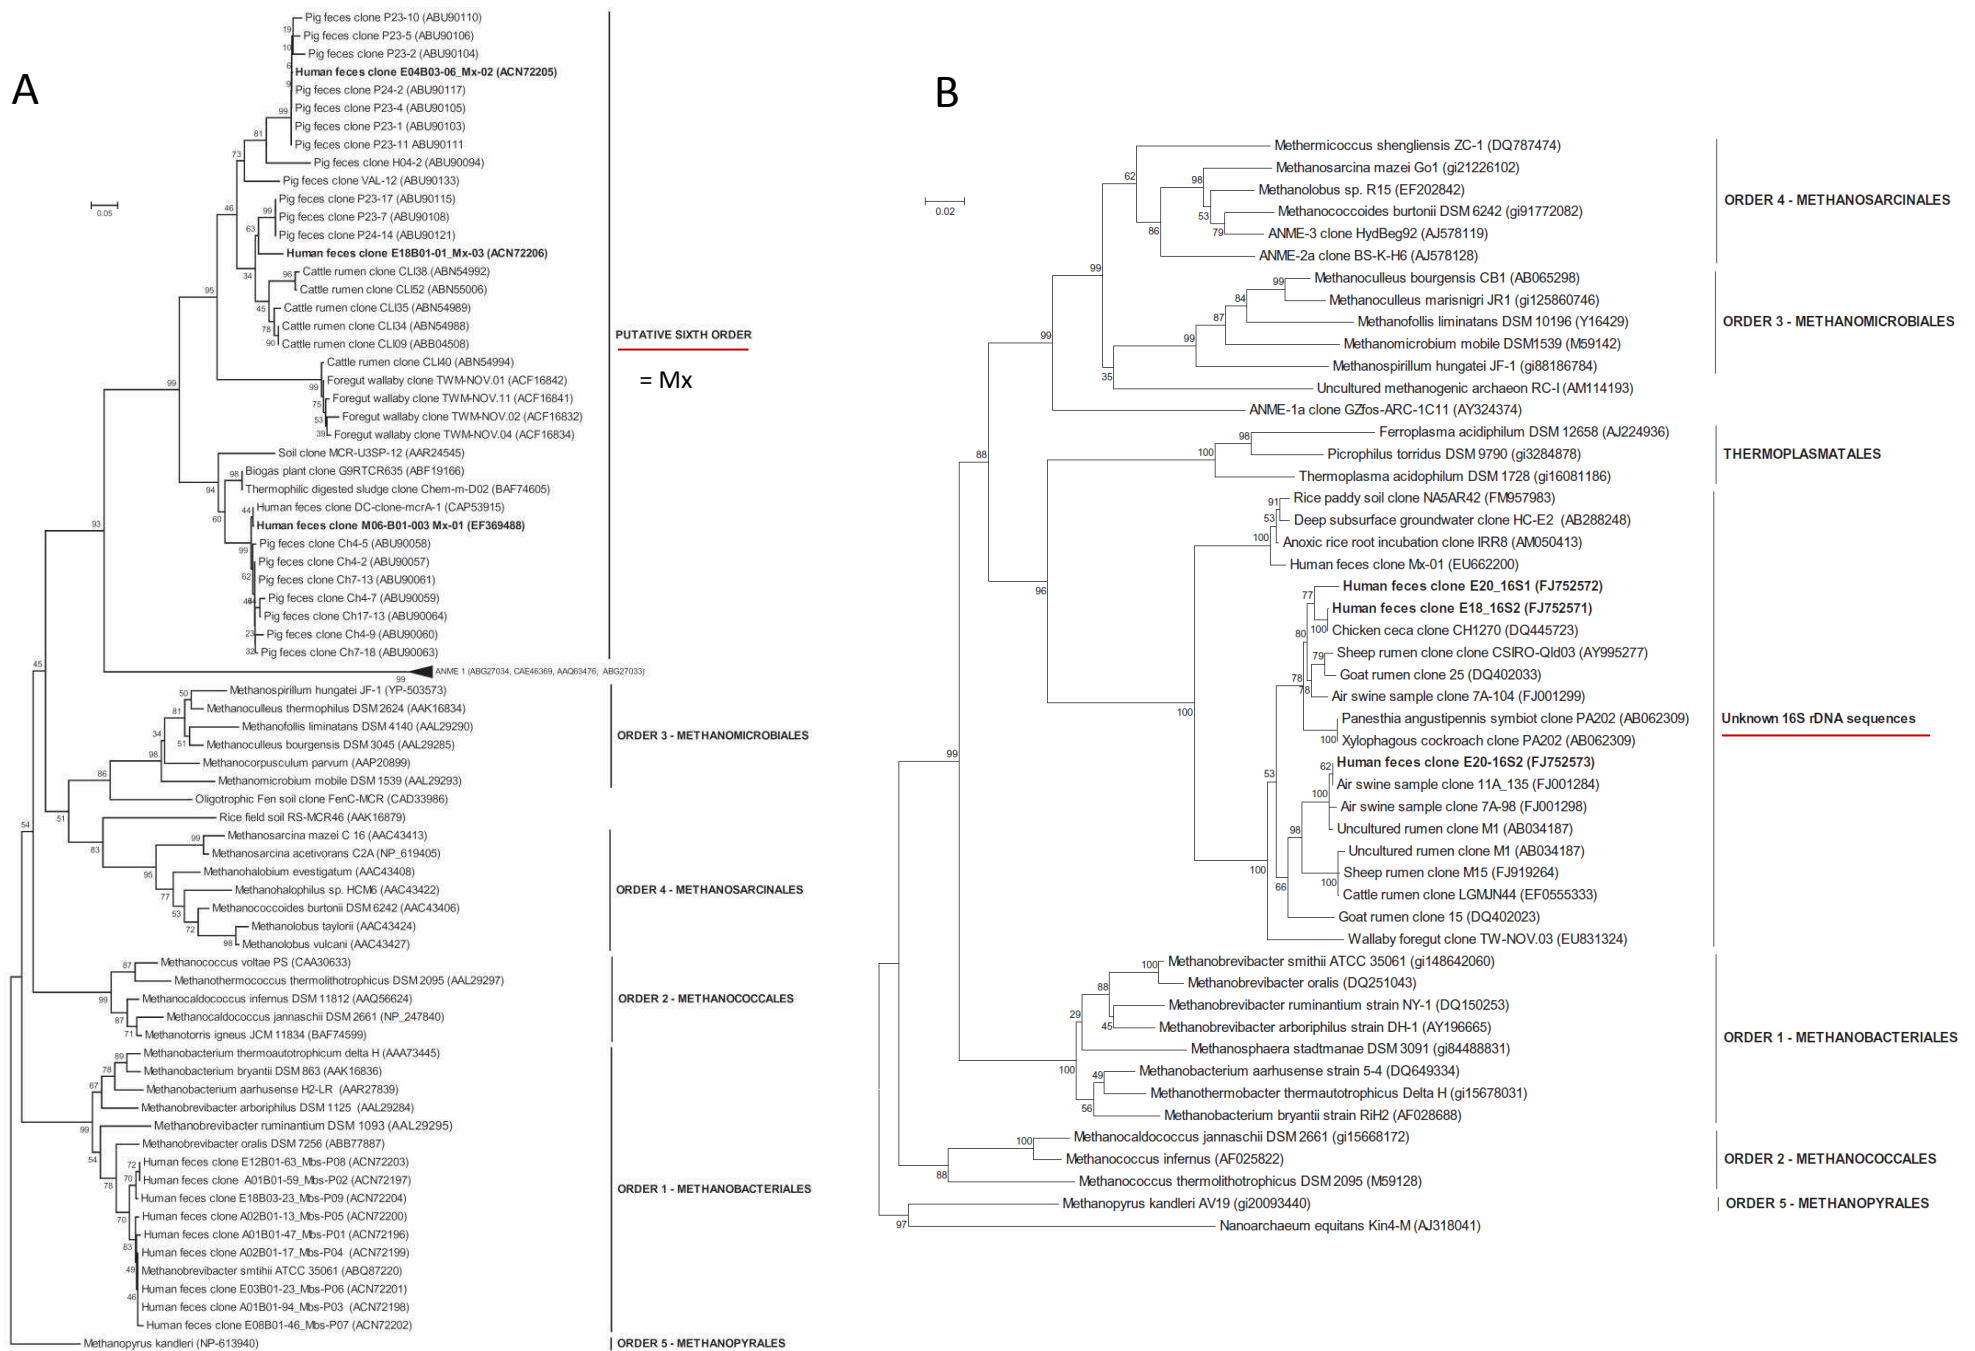 A
0.05
Pig feces clone P23-10 (ABU90110)
Pig feces clone P23-5 (ABU90106)
Pig feces clone P23-2 (ABU90104)
Human feces clone E04B03-06_Mx-02 (ACN72205)
Pig feces clone P24-2 (ABU90117)
Pig feces clone P23-4 (ABU90105)
Pig feces clone P23-1 (ABU90103)
Pig feces clone P23-11 ABU90111
Pig feces clone H04-2 (ABU90094)
Pig feces clone VAL-12 (ABU90133)
Pig feces clone P23-17 (ABU90115)
Pig feces clone P23-7 (ABU90108)
Pig feces clone P24-14 (ABU90121)
Human feces clone E18B01-01_Mx-03 (ACN72206)
Cattle rumen clone CLI38 (ABN54992)
Cattle rumen clone CLI52 (ABN55006)
Cattle rumen clone CLI35 (ABN54989)
Cattle rumen clone CLI34 (ABN54988)
Cattle rumen clone CLI09 (ABB04508)
Cattle rumen clone CLI40 (ABN54994)
Foregut wallaby clone TWM-NOV.01 (ACF16842)
Foregut wallaby clone TWM-NOV.11 (ACF16841)
Foregut wallaby clone TWM-NOV.02 (ACF16832)
Foregut wallaby clone TWM-NOV.04 (ACF16834)
Soil clone MCR-U3SP-12 (AAR24545)
Biogas plant clone G9RTCR635 (ABF19166)
Thermophilic digested sludge clone Chem-m-D02 (BAF74605)
Human feces clone DC-clone-mcrA-1 (CAP53915)
Human feces clone M06-B01-003 Mx-01 (EF369488)
Pig feces clone Ch4-5 (ABU90058)
Pig feces clone Ch4-2 (ABU90057)
Pig feces clone Ch7-13 (ABU90061)
Pig feces clone Ch4-7 (ABU90059)
Pig feces clone Ch17-13 (ABU90064)
Pig feces clone Ch4-9 (ABU90060)
Pig feces clone Ch7-18 (ABU90063)
PUTATIVE SIXTH ORDER
= Mx
ANME 1 (ABG27034, CAE46369, AAQ63476, ABG27033)
Methanospirillum hungatei JF-1 (YP-503573)
Methanoculleus thermophilus DSM 2624 (AAK16834)
Methanofollis liminatans DSM 4140 (AAL29290)
Methanoculleus bourgensis DSM 3045 (AAL29285)
Methanocorpusculum parvum (AAP20899)
Methanomicrobium mobile DSM 1539 (AAL29293)
ORDER 3 - METHANOMICROBIALES
Oligotrophic Fen soil clone FenC-MCR (CAD33986)
Rice field soil RS-MCR46 (AAK16879)
Methanosarcina mazei C 16 (AAC43413)
Methanosarcina acetivorans C2A (NP_619405)
Methanohalobium evestigatum (AAC43408)
Methanohalophilus sp. HCM6 (AAC43422)
Methanococcoides burtonii DSM 6242 (AAC43406)
Methanolobus taylorii (AAC43424)
Methanolobus vulcani (AAC43427)
ORDER 4 - METHANOSARCINALES
Methanococcus voltae PS (CAA30633)
Methanothermococcus thermolithotrophicus DSM 2095 (AAL29297)
Methanocaldococcus infernus DSM 11812 (AAQ56624)
Methanocaldococcus jannaschii DSM 2661 (NP_247840)
Methanotorris igneus JCM 11834 (BAF74599)
ORDER 2 - METHANOCOCCALES
Methanobacterium thermoautotrophicum delta H (AAA73445)
Methanobacterium bryantii DSM 863 (AAK16836)
Methanobacterium aarhusense H2-LR (AAR27839)
Methanobrevibacter arboriphilus DSM 1125 (AAL29284)
Methanobrevibacter ruminantium DSM 1093 (AAL29295)
Methanobrevibacter oralis DSM 7256 (ABB77887)
Human feces clone E12B01-63_Mbs-P08 (ACN72203)
Human feces clone A01B01-59_Mbs-P02 (ACN72197)
Human feces clone E18B03-23_Mbs-P09 (ACN72204)
Human feces clone A02B01-13_Mbs-P05 (ACN72200)
Human feces clone A01B01-47_Mbs-P01 (ACN72196)
Human feces clone A02B01-17_Mbs-P04 (ACN72199)
Methanobrevibacter smtihii ATCC 35061 (ABQ87220)
Human feces clone E03B01-23_Mbs-P06 (ACN72201)
Human feces clone A01B01-94_Mbs-P03 (ACN72198)
Human feces clone E08B01-46_Mbs-P07 (ACN72202)
ORDER 1 - METHANOBACTERIALES
Methanopyrus kandleri (NP-613940)
ORDER 5 - METHANOPYRALES
B
0.02
Methermicoccus shengliensis ZC-1 (DQ787474)
Methanosarcina mazei Go1 (gi21226102)
Methanolobus sp. R15 (EF202842)
Methanococcoides burtonii DSM 6242 (gi91772082)
ANME-3 clone HydBeg92 (AJ578119)
ANME-2a clone BS-K-H6 (AJ578128)
ORDER 4 - METHANOSARCINALES
Methanoculleus bourgensis CB1 (AB065298)
Methanoculleus marisnigri JR1 (gi125860746)
Methanofollis liminatans DSM 10196 (Y16429)
Methanomicrobium mobile DSM1539 (M59142)
Methanospirillum hungatei JF-1 (gi88186784)
ORDER 3 - METHANOMICROBIALES
Uncultured methanogenic archaeon RC-I (AM114193)
ANME-1a clone GZfos-ARC-1C11 (AY324374)
Ferroplasma acidiphilum DSM 12658 (AJ224936)
Picrophilus torridus DSM 9790 (gi3284878)
Thermoplasma acidophilum DSM 1728 (gi16081186)
THERMOPLASMATALES
Rice paddy soil clone NA5AR42 (FM957983)
Deep subsurface groundwater clone HC-E2 (AB288248)
Anoxic rice root incubation clone IRR8 (AM050413)
Human feces clone Mx-01 (EU662200)
Human feces clone E20_16S1 (FJ752572)
Human feces clone E18_16S2 (FJ752571)
Chicken ceca clone CH1270 (DQ445723)
Sheep rumen clone clone CSIRO-Qld03 (AY995277)
Goat rumen clone 25 (DQ402033)
Air swine sample clone 7A-104 (FJ001299)
Panesthia angustipennis symbiot clone PA202 (AB062309)
Xylophagous cockroach clone PA202 (AB062309)
Human feces clone E20-16S2 (FJ752573)
Air swine sample clone 11A_135 (FJ001284)
Air swine sample clone 7A-98 (FJ001298)
Uncultured rumen clone M1 (AB034187)
Uncultured rumen clone M1 (AB034187)
Sheep rumen clone M15 (FJ919264)
Cattle rumen clone LGMJN44 (EF0555333)
Goat rumen clone 15 (DQ402023)
Wallaby foregut clone TW-NOV.03 (EU831324)
Unknown 16S rDNA sequences
Methanobrevibacter smithii ATCC 35061 (gi148642060)
Methanobrevibacter oralis (DQ251043)
Methanobrevibacter ruminantium strain NY-1 (DQ150253)
Methanobrevibacter arboriphilus strain DH-1 (AY196665)
Methanosphaera stadtmanae DSM 3091 (gi84488831)
Methanobacterium aarhusense strain 5-4 (DQ649334)
Methanothermobacter thermautotrophicus Delta H (gi15678031)
Methanobacterium bryantii strain RiH2 (AF028688)
ORDER 1 - METHANOBACTERIALES
Methanocaldococcus jannaschii DSM 2661 (gi15668172)
Methanococcus infernus (AF025822)
Methanococcus thermolithotrophicus DSM 2095 (M59128)
ORDER 2 - METHANOCOCCALES
Methanopyrus kandleri AV19 (gi20093440)
ORDER 5 - METHANOPYRALES
Nanoarchaeum equitans Kin4-M (AJ318041)